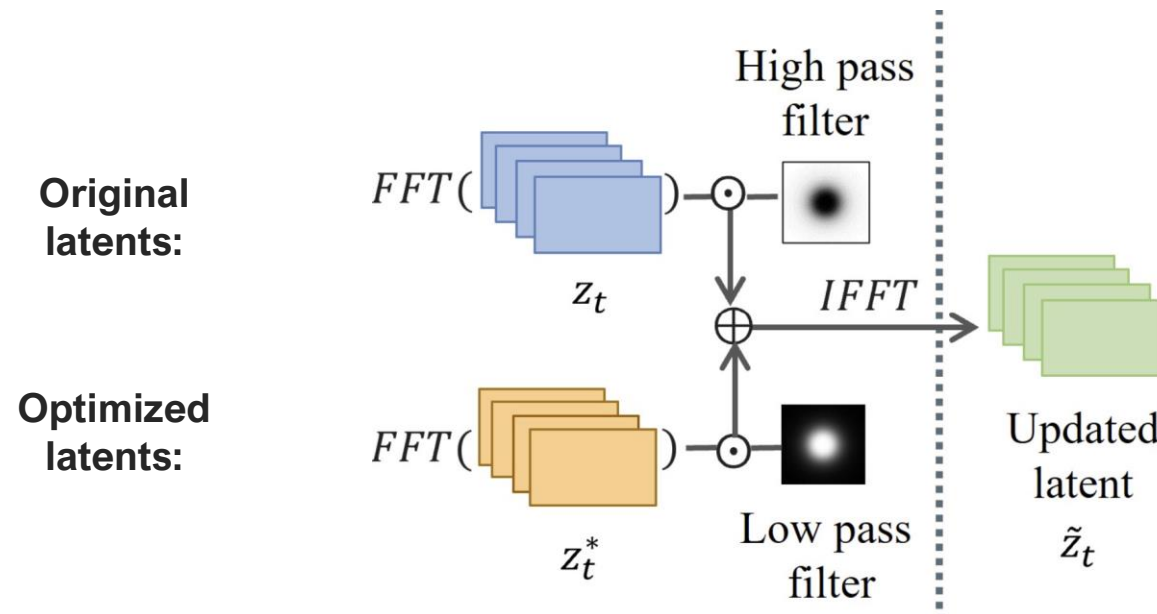 High pass
filter
Original
latents:
FFT( )
z_t
IFFT
Optimized
latents:
FFT( )
z_t^*
Low pass
filter
Updated
latent
z̃_t